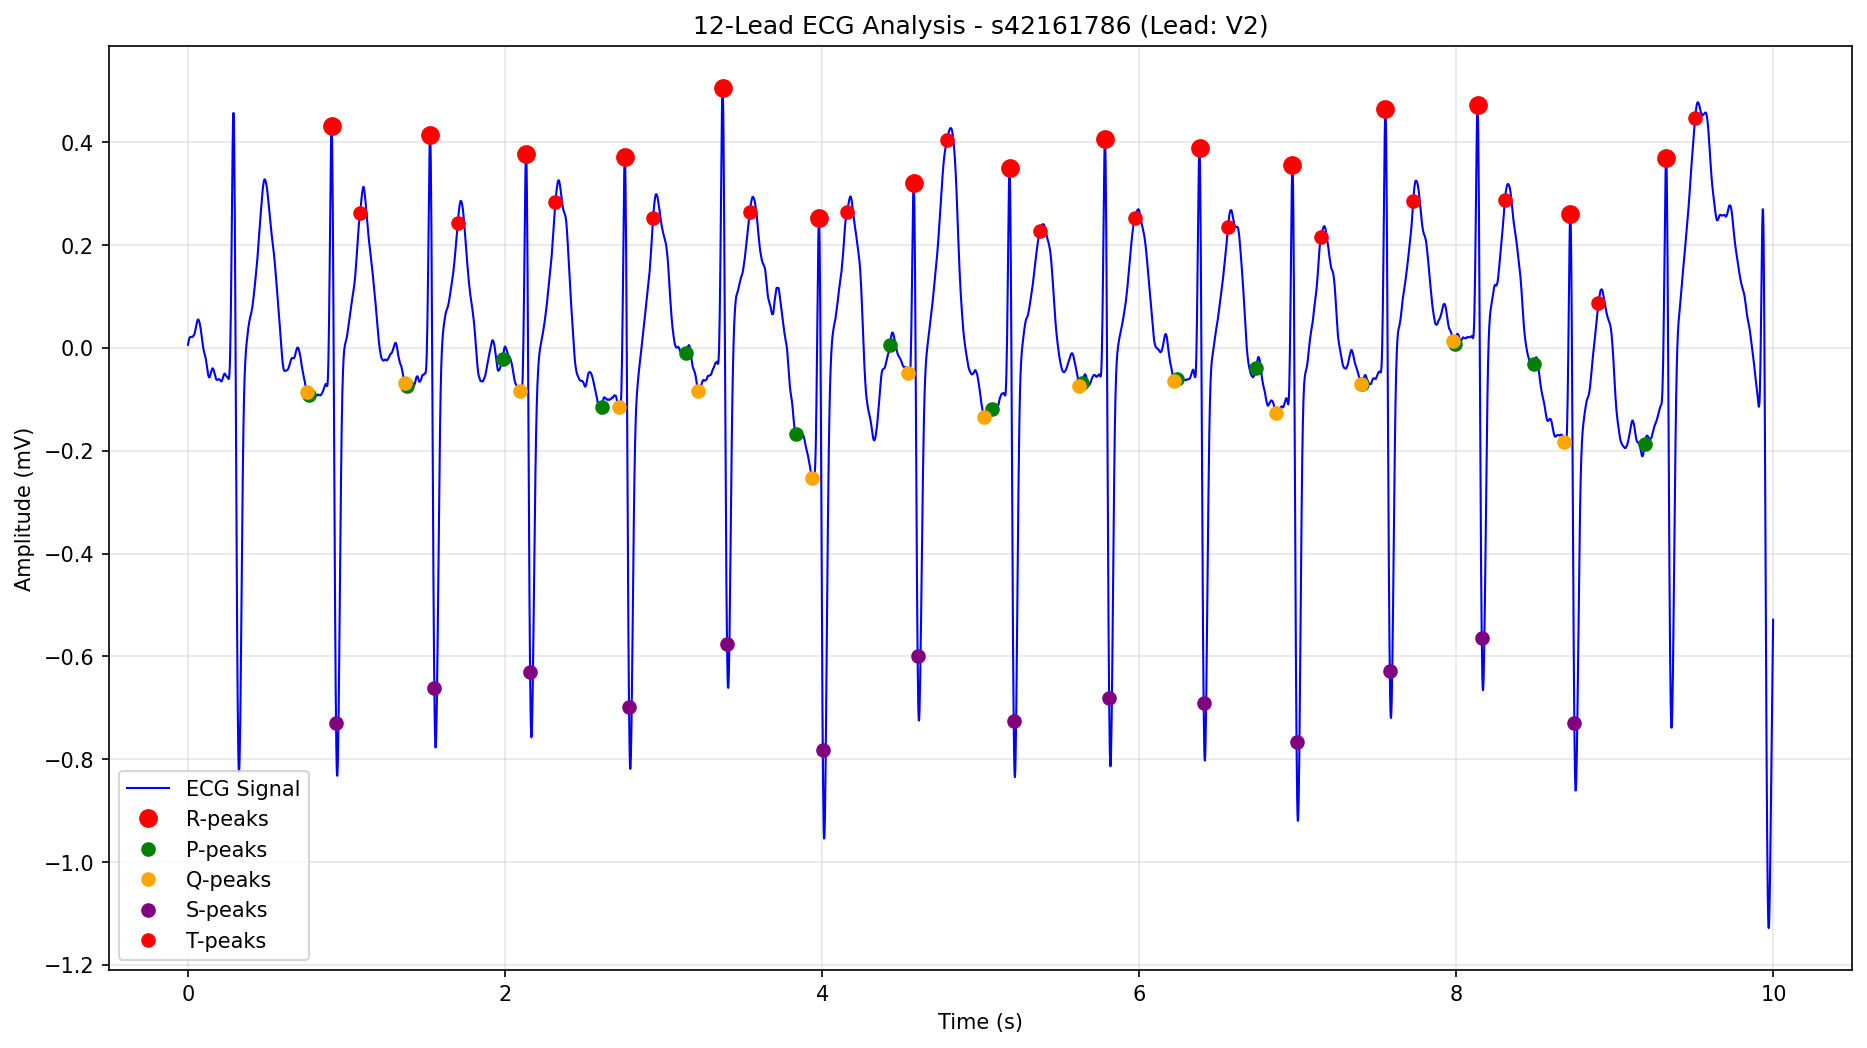 12-Lead ECG Analysis - s42161786 (Lead: V2)
Amplitude (mV)
0.4
0.2
0.0
−0.2
−0.4
−0.6
−0.8
−1.0
−1.2
ECG Signal
R-peaks
P-peaks
Q-peaks
S-peaks
T-peaks
0 2 4 6 8 10
Time (s)